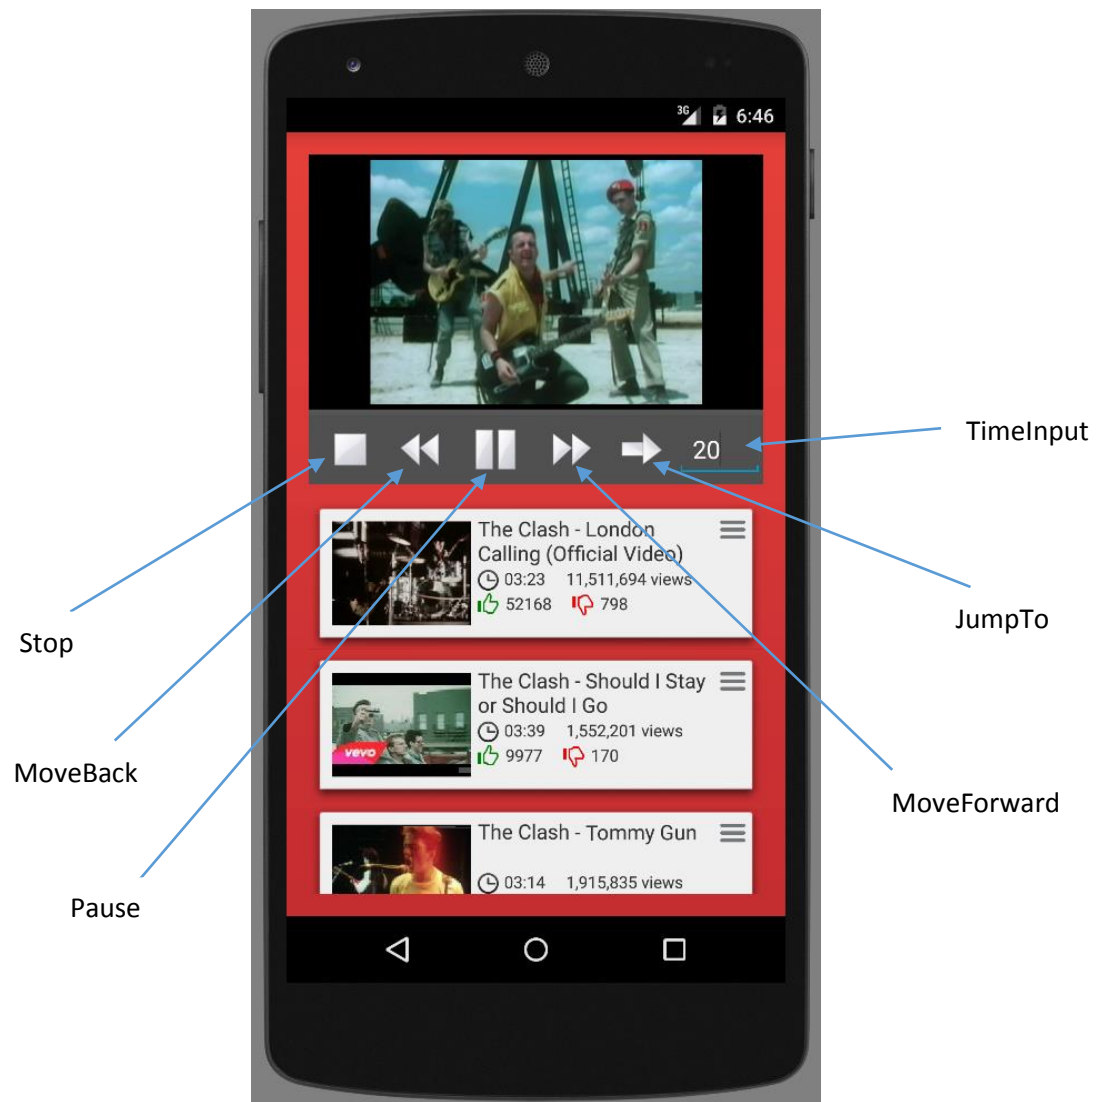 3G 6:46
TimeInput
20
The Clash - London
Calling (Official Video)
03:23 11,511,694 views
52168 798
JumpTo
Stop
The Clash - Should I Stay
or Should I Go
03:39 1,552,201 views
9977 170
vevo
MoveBack
MoveForward
The Clash - Tommy Gun
03:14 1,915,835 views
Pause